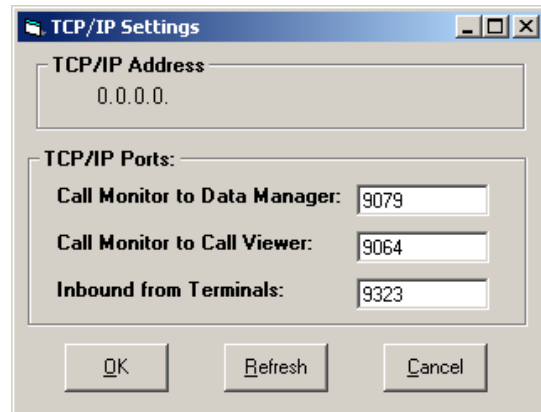 TCP/IP Settings
TCP/IP Address
0.0.0.0.
TCP/IP Ports:
Call Monitor to Data Manager: 9079
Call Monitor to Call Viewer: 9064
Inbound from Terminals: 9323
OK Refresh Cancel